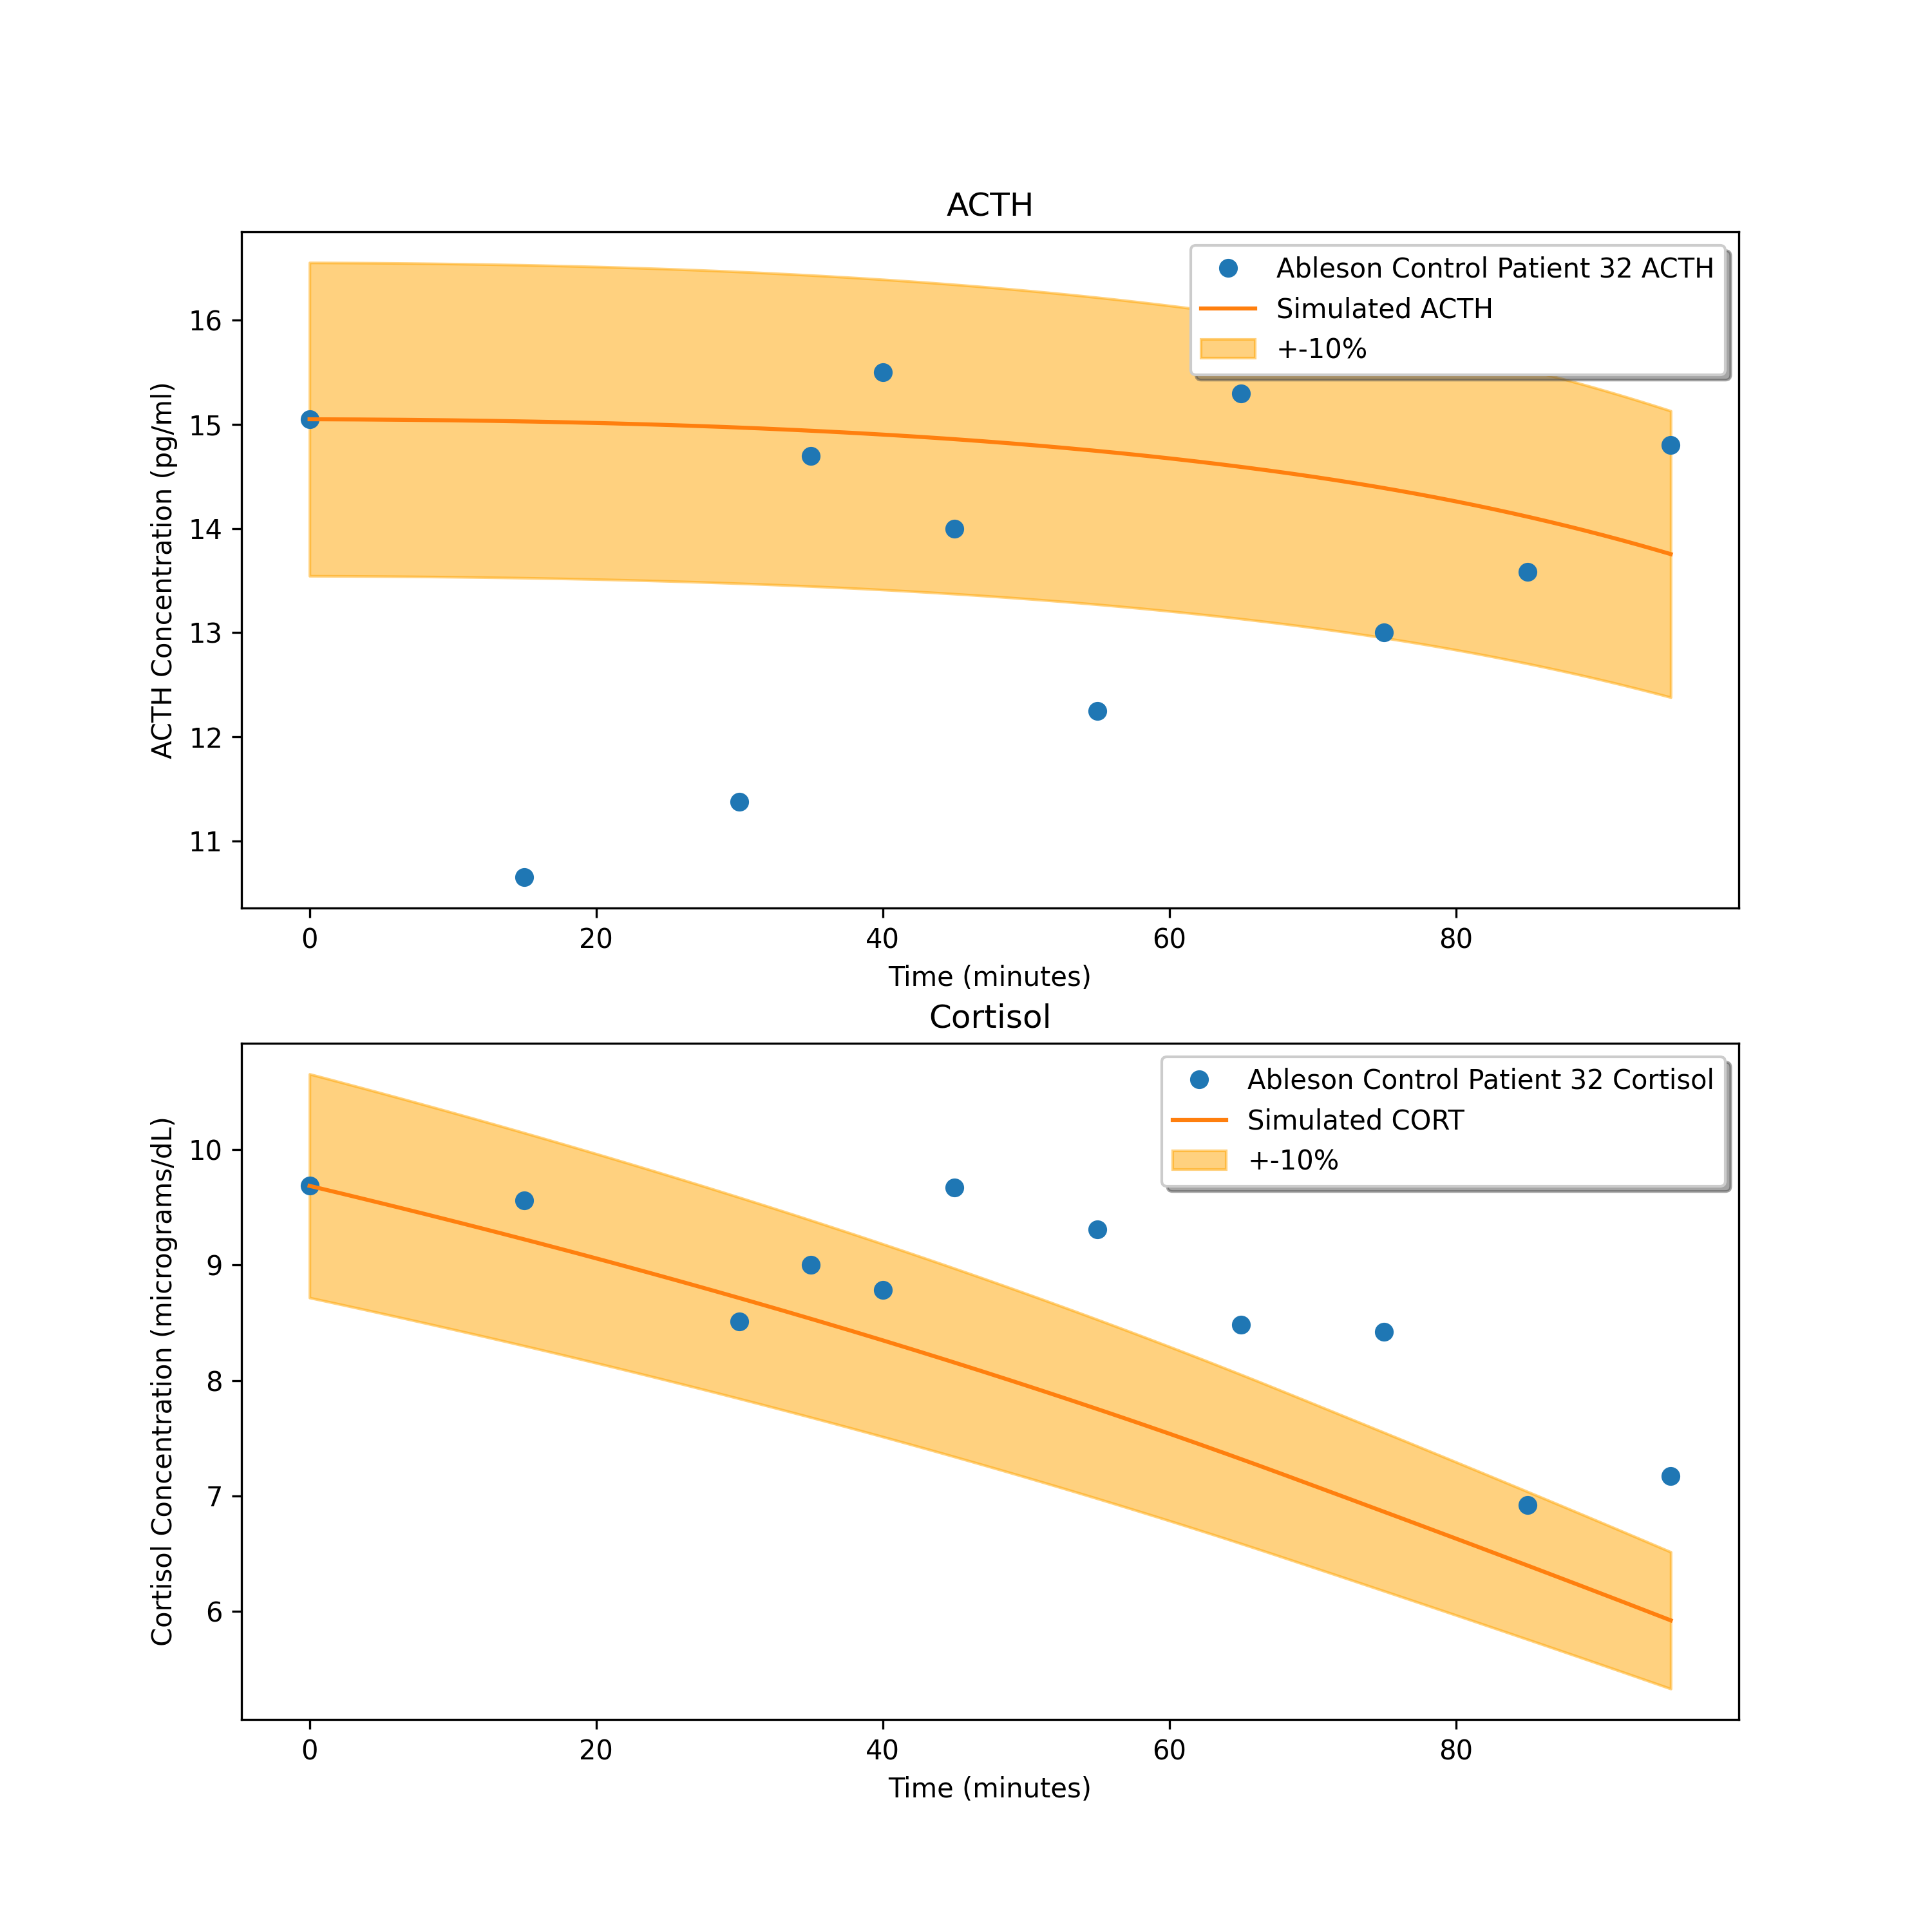 ACTH
Ableson Control Patient 32 ACTH
Simulated ACTH
+-10%
ACTH Concentration (pg/ml)
16
15
14
13
12
11
0 20 40 60 80
Time (minutes)
Cortisol
Ableson Control Patient 32 Cortisol
Simulated CORT
+-10%
Cortisol Concentration (micrograms/dL)
10
9
8
7
6
0 20 40 60 80
Time (minutes)